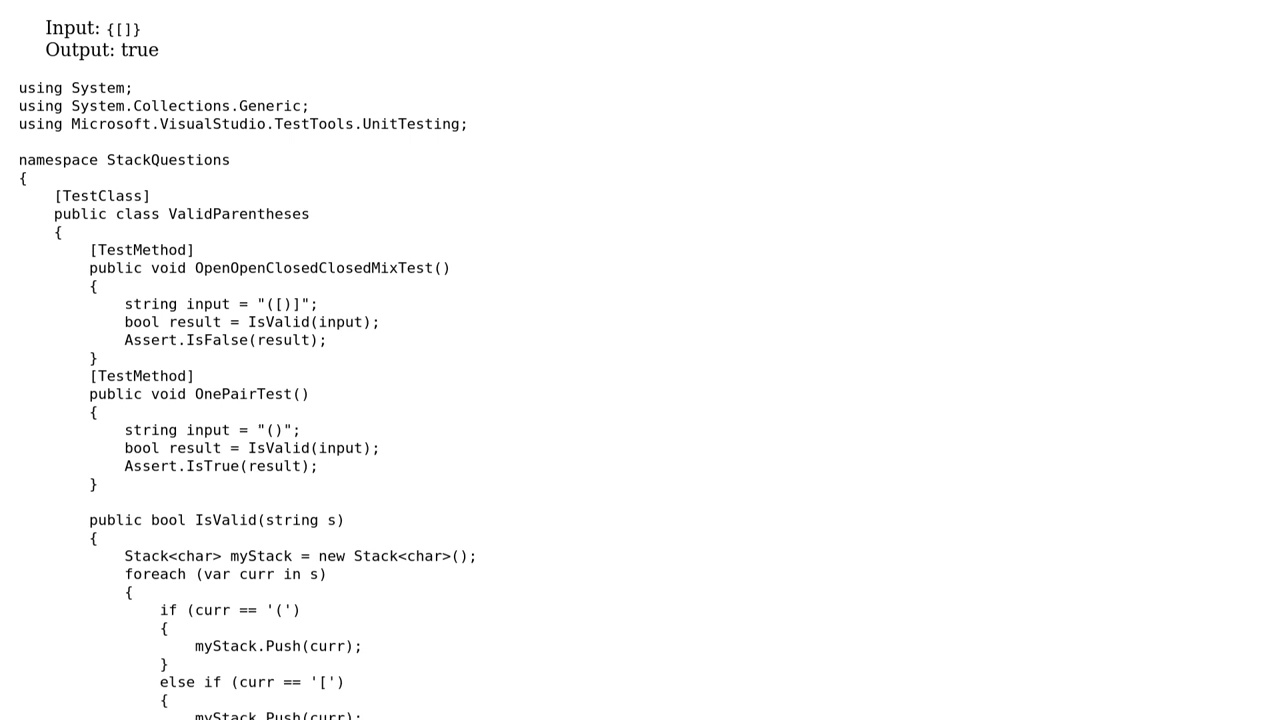 Input: {[]}
Output: true
using System;
using System.Collections.Generic;
using Microsoft.VisualStudio.TestTools.UnitTesting;
namespace StackQuestions
{
[TestClass]
public class ValidParentheses
{
[TestMethod]
public void OpenOpenClosedClosedMixTest()
{
string input = "([)]";
bool result = IsValid(input);
Assert.IsFalse(result);
}
[TestMethod]
public void OnePairTest()
{
string input = "()";
bool result = IsValid(input);
Assert.IsTrue(result);
}
public bool IsValid(string s)
{
Stack<char> myStack = new Stack<char>();
foreach (var curr in s)
{
if (curr == '(')
{
myStack.Push(curr);
}
else if (curr == '[')
{
myStack.Push(curr);